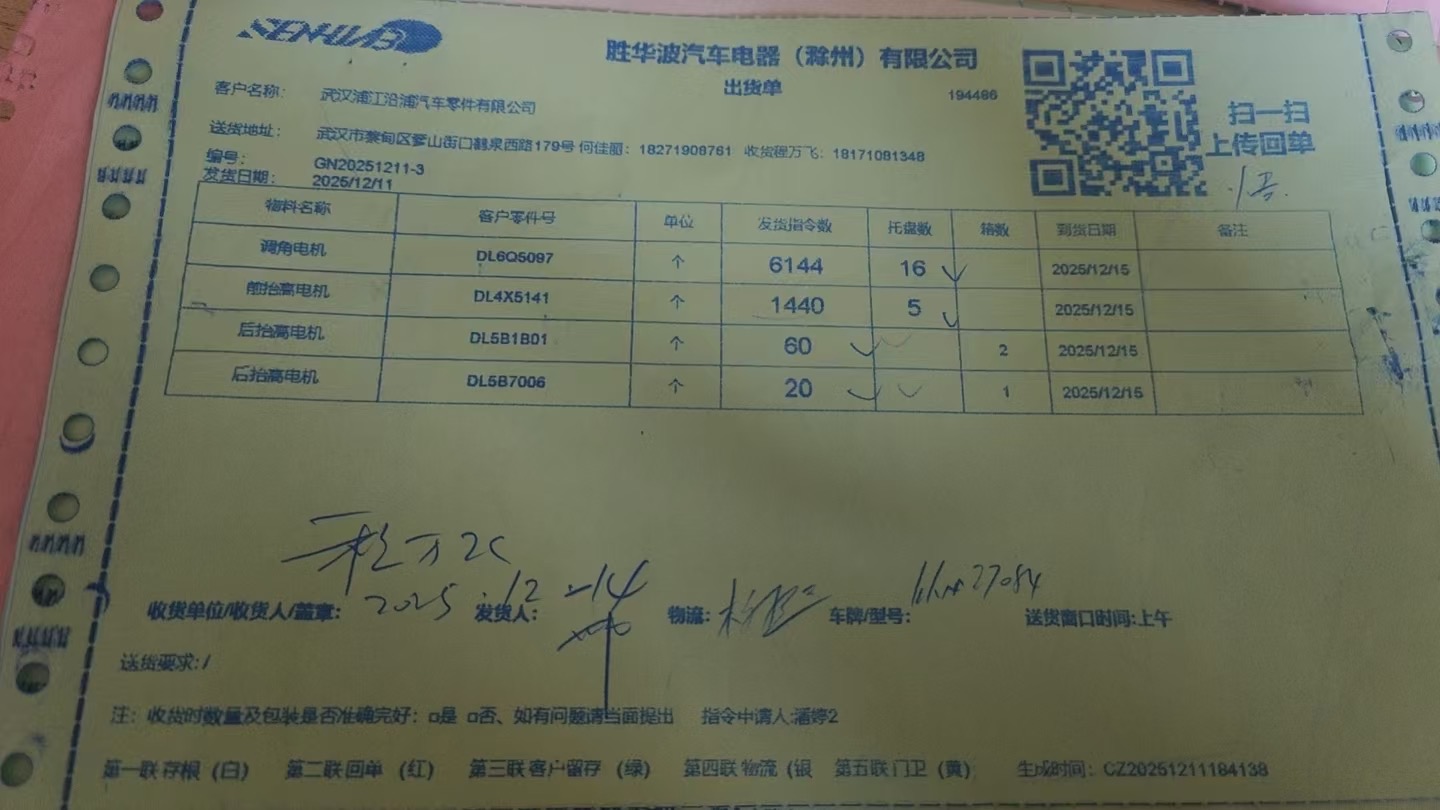 SENHUAB
胜华波汽车电器（滁州）有限公司
出货单
194486
扫一扫
上传回单
客户名称： 武汉浦江沿浦汽车零件有限公司
送货地址： 武汉市蔡甸区奓山街口鹤泉西路179号 何佳丽：18271908761 收货程万飞：18171081348
编号： GN20251211-3
发货日期： 2025/12/11
物料名称 客户零件号 单位 发货指令数 托盘数 箱数 到货日期 备注
调角电机 DL6Q5097 个 6144 16 2025/12/15
前抬高电机 DL4X5141 个 1440 5 2025/12/15
后抬高电机 DL5B1B01 个 60 2 2025/12/15
后抬高电机 DL5B7006 个 20 1 2025/12/15
程万飞
收货单位/收货人/盖章： 2025.12.14 发货人： 物流： 车牌/型号： 送货窗口时间:上午
送货要求:/
注: 收货时数量及包装是否准确完好：□是 □否、如有问题请当面提出 指令申请人:潘婷2
第一联 存根（白） 第二联 回单 （红） 第三联 客户留存 （绿） 第四联 物流（银 第五联 门卫（黄） 生成时间：CZ20251211184138